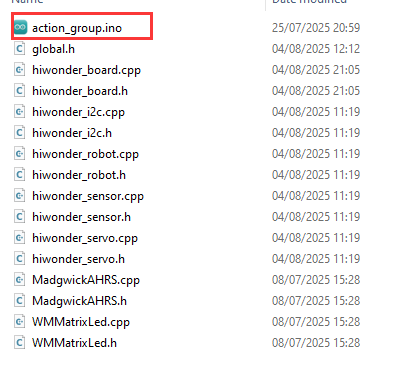 Name Date modified
action_group.ino 25/07/2025 20:59
global.h 04/08/2025 12:12
hiwonder_board.cpp 04/08/2025 21:05
hiwonder_board.h 04/08/2025 21:05
hiwonder_i2c.cpp 04/08/2025 11:19
hiwonder_i2c.h 04/08/2025 11:19
hiwonder_robot.cpp 04/08/2025 11:19
hiwonder_robot.h 04/08/2025 11:19
hiwonder_sensor.cpp 04/08/2025 11:19
hiwonder_sensor.h 04/08/2025 11:19
hiwonder_servo.cpp 04/08/2025 11:19
hiwonder_servo.h 04/08/2025 11:19
MadgwickAHRS.cpp 08/07/2025 15:28
MadgwickAHRS.h 08/07/2025 15:28
WMMatrixLed.cpp 08/07/2025 15:28
WMMatrixLed.h 08/07/2025 15:28